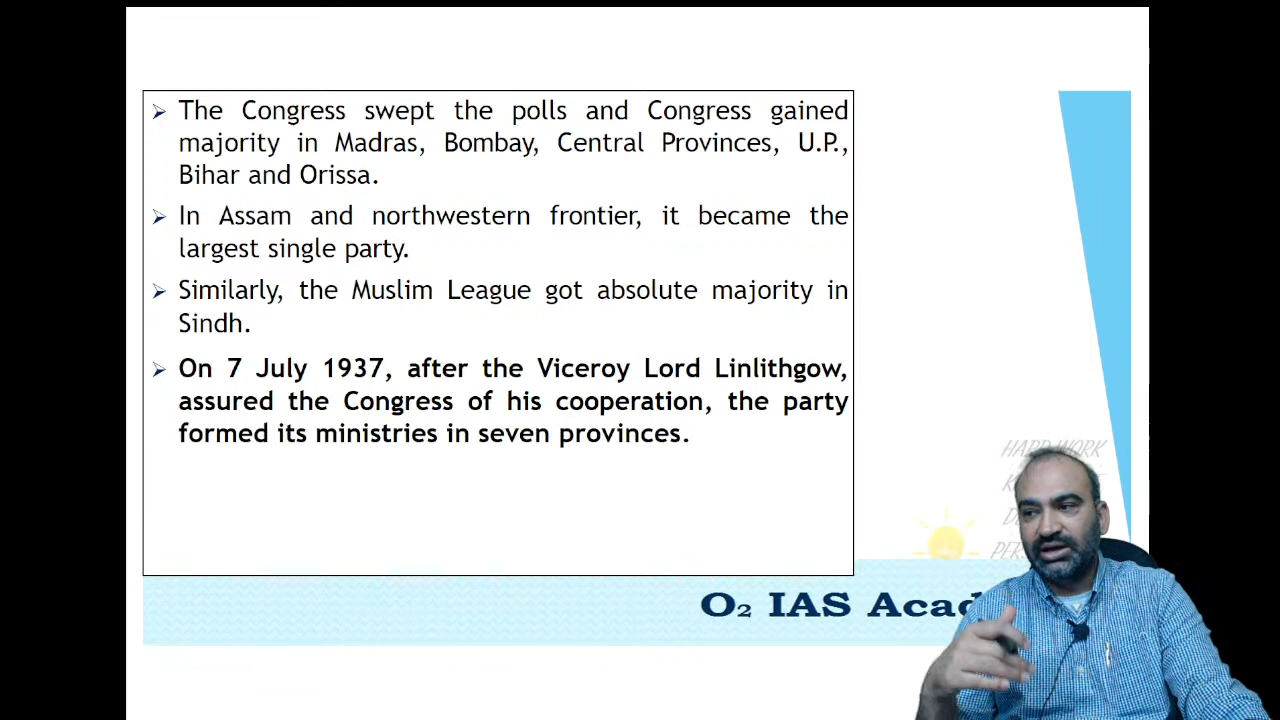 The Congress swept the polls and Congress gained
majority in Madras, Bombay, Central Provinces, U.P.,
Bihar and Orissa.
In Assam and northwestern frontier, it became the
largest single party.
Similarly, the Muslim League got absolute majority in
Sindh.
On 7 July 1937, after the Viceroy Lord Linlithgow,
assured the Congress of his cooperation, the party
formed its ministries in seven provinces.
HARD WORK
O₂ IAS